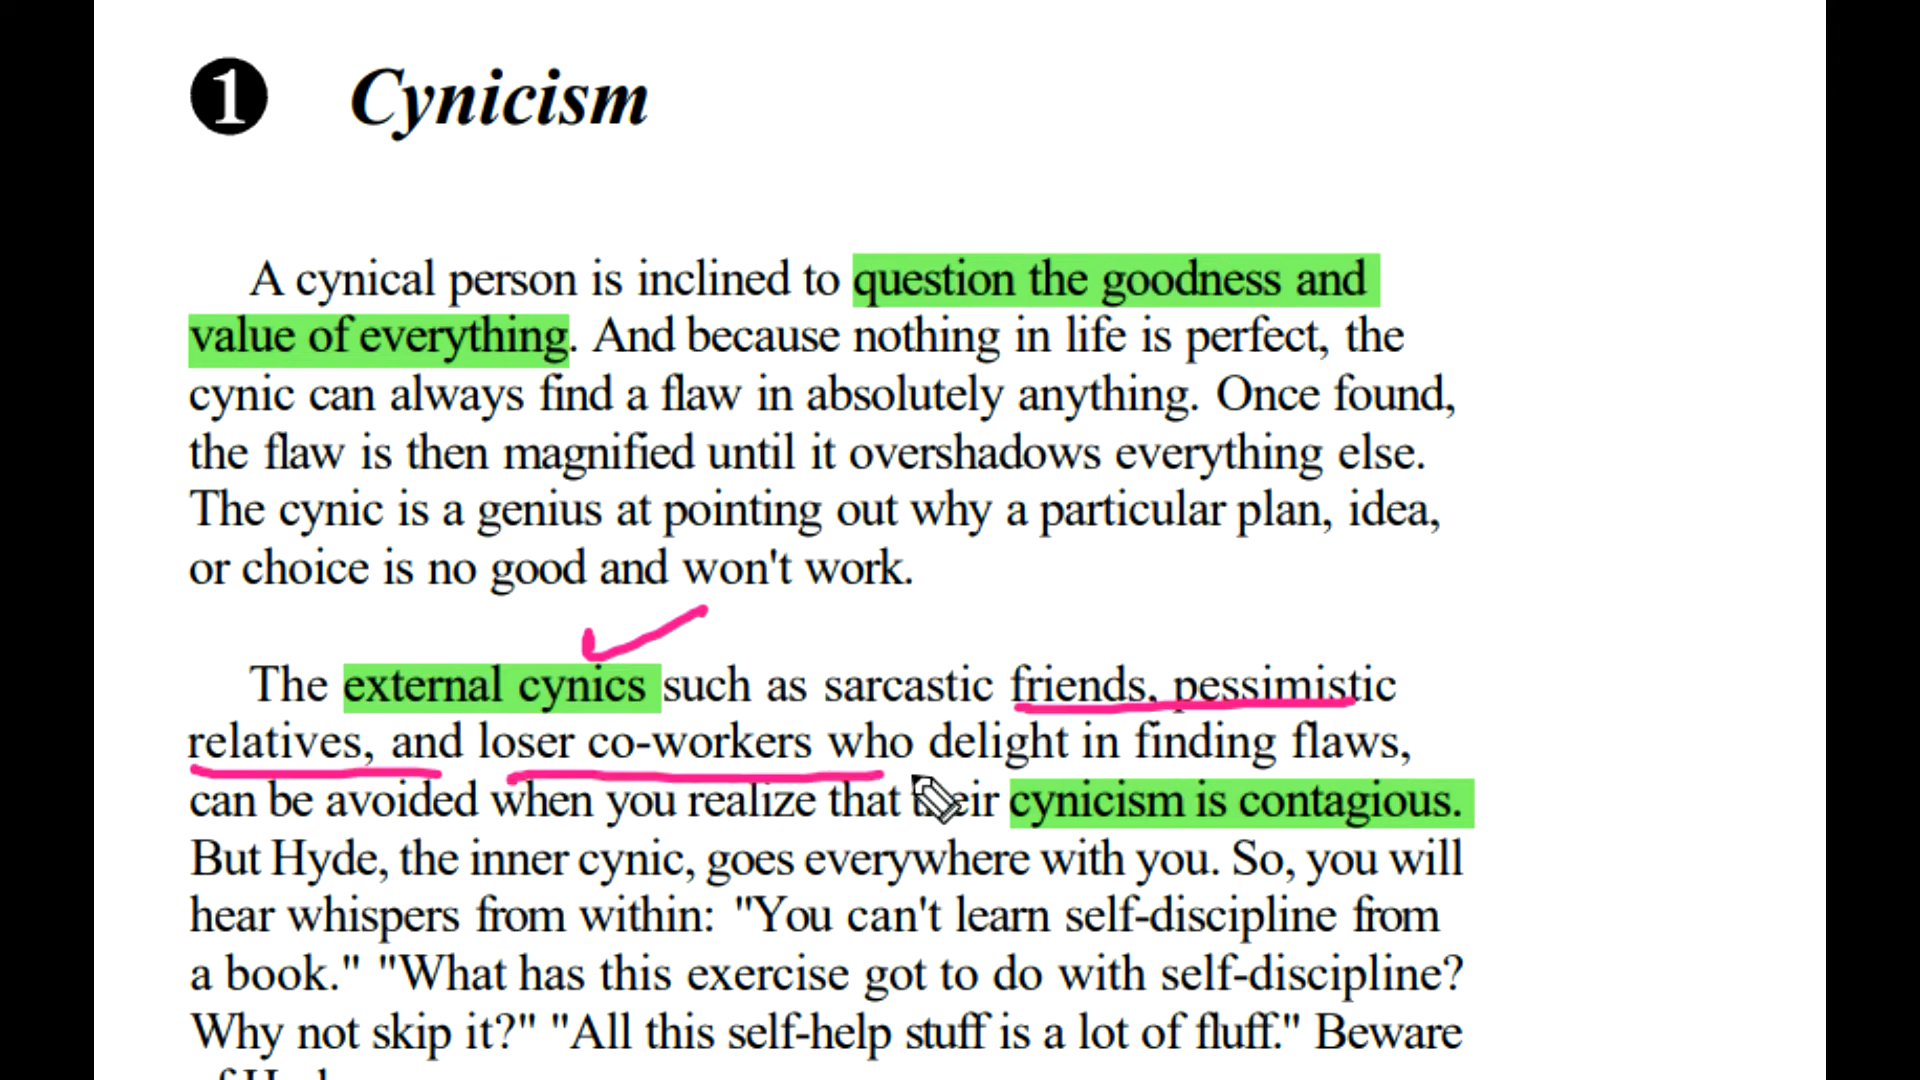 1 Cynicism
A cynical person is inclined to question the goodness and
value of everything. And because nothing in life is perfect, the
cynic can always find a flaw in absolutely anything. Once found,
the flaw is then magnified until it overshadows everything else.
The cynic is a genius at pointing out why a particular plan, idea,
or choice is no good and won't work.
The external cynics such as sarcastic friends, pessimistic
relatives, and loser co-workers who delight in finding flaws,
can be avoided when you realize that their cynicism is contagious.
But Hyde, the inner cynic, goes everywhere with you. So, you will
hear whispers from within: "You can't learn self-discipline from
a book." "What has this exercise got to do with self-discipline?
Why not skip it?" "All this self-help stuff is a lot of fluff." Beware